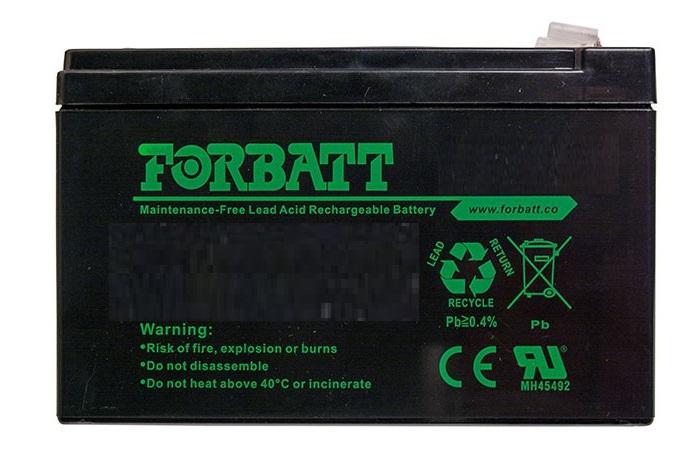 FORBATT
Maintenance-Free Lead Acid Rechargeable Battery
www.forbatt.co
LEAD
RETURN
RECYCLE
Pb≧0.4%
Pb
Warning:
•Risk of fire, explosion or burns
•Do not disassemble
•Do not heat above 40°C or incinerate
CE
RU
MH45492